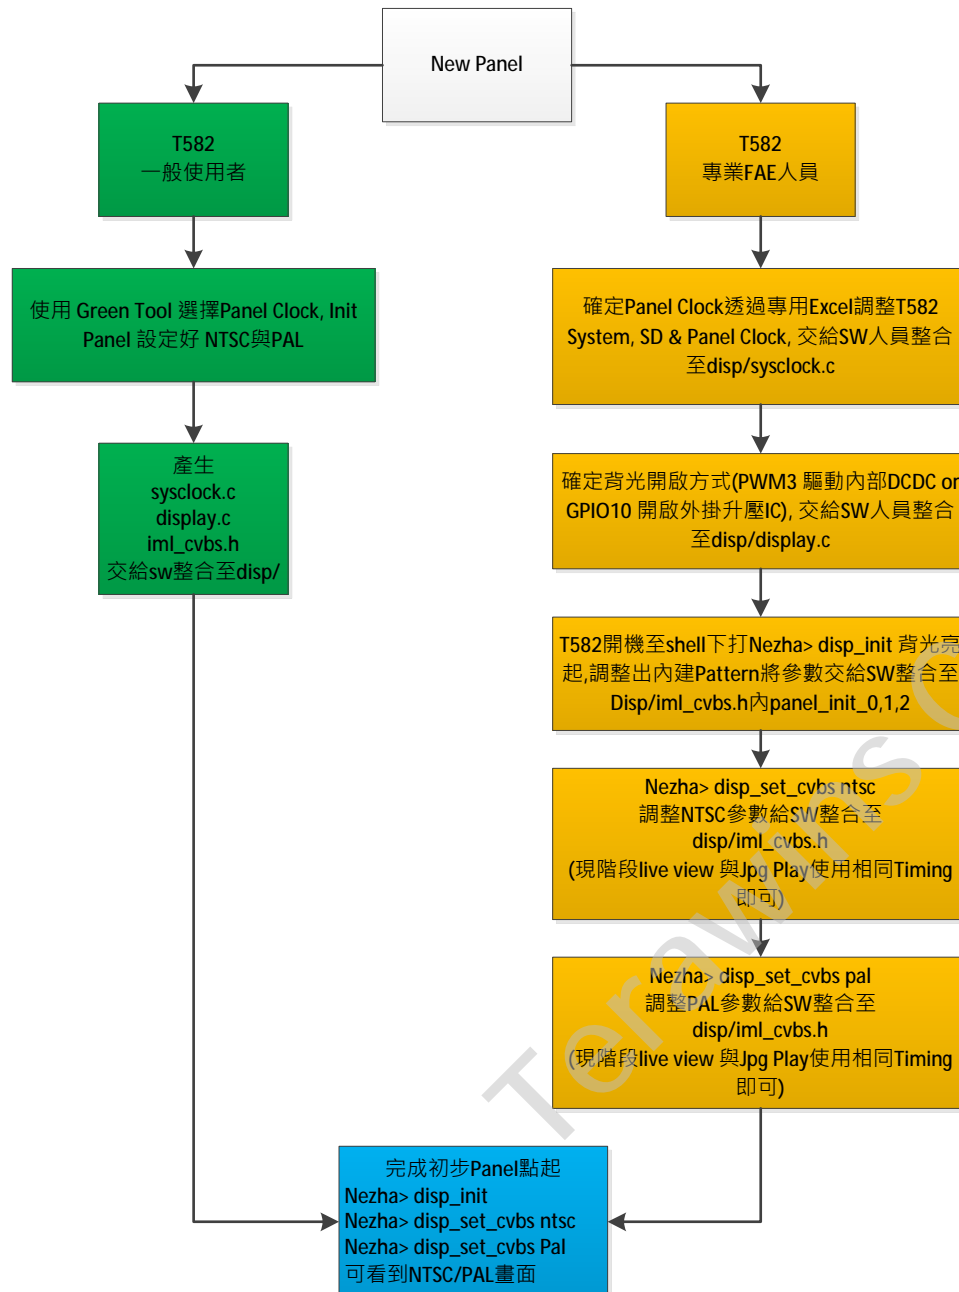 New Panel
T582
一般使用者
使用 Green Tool 選擇Panel Clock, Init
Panel 設定好 NTSC與PAL
產生
sysclock.c
display.c
iml_cvbs.h
交給sw整合至disp/
T582
專業FAE人員
確定Panel Clock透過專用Excel調整T582
System, SD & Panel Clock, 交給SW人員整合
至disp/sysclock.c
確定背光開啟方式(PWM3 驅動內部DCDC or
GPIO10 開啟外掛升壓IC), 交給SW人員整合
至disp/display.c
T582開機至shell下打Nezha> disp_init 背光亮
起,調整出內建Pattern將參數交給SW整合至
Disp/iml_cvbs.h內panel_init_0,1,2
Nezha> disp_set_cvbs ntsc
調整NTSC參數給SW整合至
disp/iml_cvbs.h
(現階段live view 與Jpg Play使用相同Timing
即可)
Nezha> disp_set_cvbs pal
調整PAL參數給SW整合至
disp/iml_cvbs.h
(現階段live view 與Jpg Play使用相同Timing
即可)
完成初步Panel點起
Nezha> disp_init
Nezha> disp_set_cvbs ntsc
Nezha> disp_set_cvbs Pal
可看到NTSC/PAL畫面
Terawins